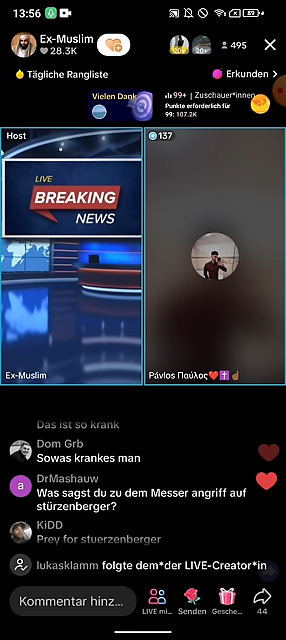 13:56
89
Ex-Muslim
28.3K
20+
495
Tägliche Rangliste
Erkunden >
Vielen Dank
99+ | Zuschauer*innen
Punkte erforderlich für
99: 107.2K
Host
137
LIVE
BREAKING
NEWS
Ex-Muslim
Pávlos Παύλος❤️✝️☝🏾
Das ist so krank
Dom Grb
Sowas krankes man
a
DrMashauw
Was sagst du zu dem Messer angriff auf
stürzenberger?
KiDD
Prey for stuerzenberger
lukasklamm folgte dem*der LIVE-Creator*in
Kommentar hinz...
LIVE mi...
Senden
Gesche...
44